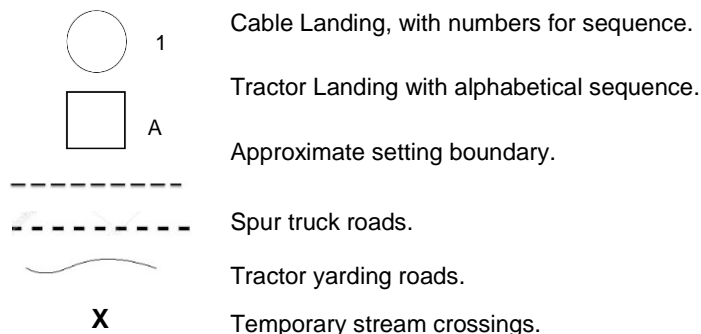 1 Cable Landing, with numbers for sequence.
A Tractor Landing with alphabetical sequence.
Approximate setting boundary.
Spur truck roads.
Tractor yarding roads.
X Temporary stream crossings.